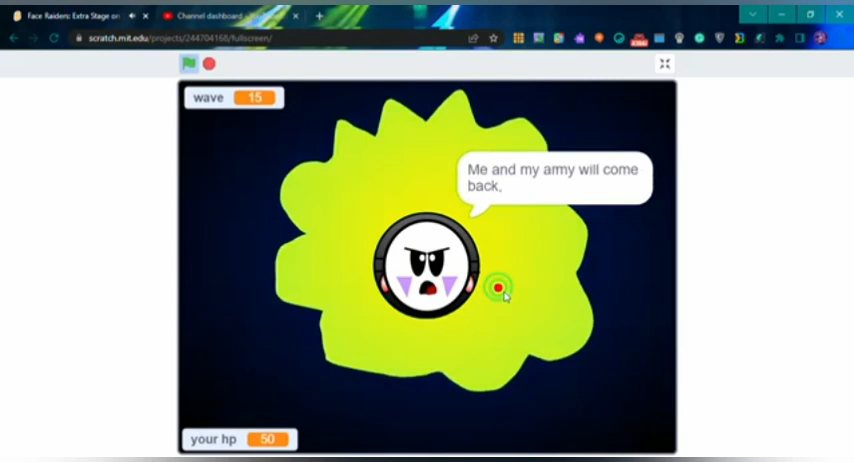 Face Raiders: Extra Stage on
Channel dashboard
scratch.mit.edu/projects/244704168/fullscreen/
wave 15
Me and my army will come
back,
your hp 50